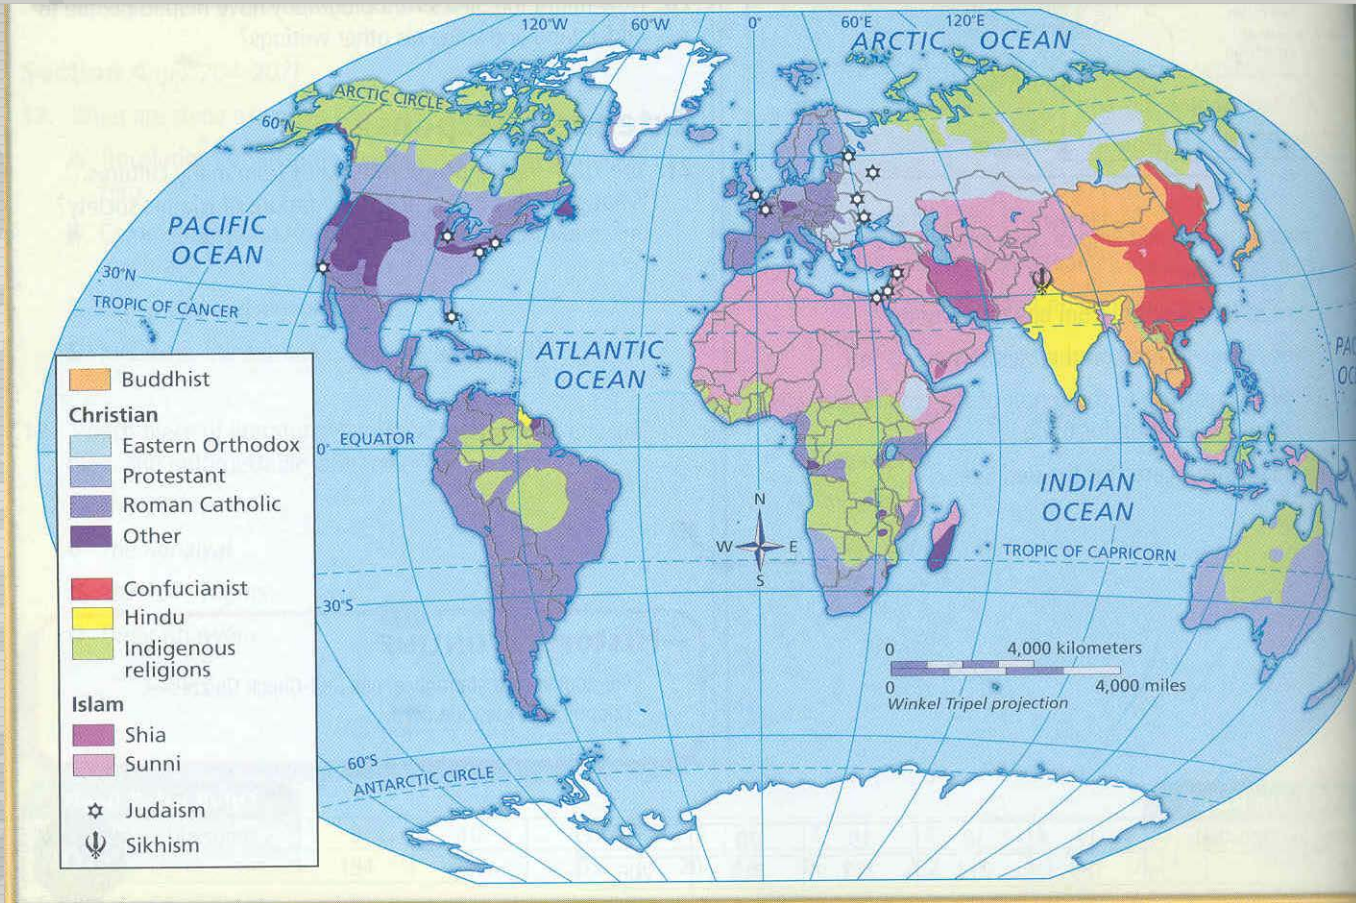 120°W
60°W
0°
60°E
120°E
ARCTIC OCEAN
ARCTIC CIRCLE
60°N
PACIFIC
OCEAN
30°N
TROPIC OF CANCER
ATLANTIC
OCEAN
Buddhist
Christian
Eastern Orthodox
Protestant
Roman Catholic
Other
Confucianist
Hindu
Indigenous
religions
Islam
Shia
Sunni
Judaism
Sikhism
0°
EQUATOR
INDIAN
OCEAN
N
W E
S
TROPIC OF CAPRICORN
30°S
0 4,000 kilometers
0 4,000 miles
Winkel Tripel projection
60°S
ANTARCTIC CIRCLE